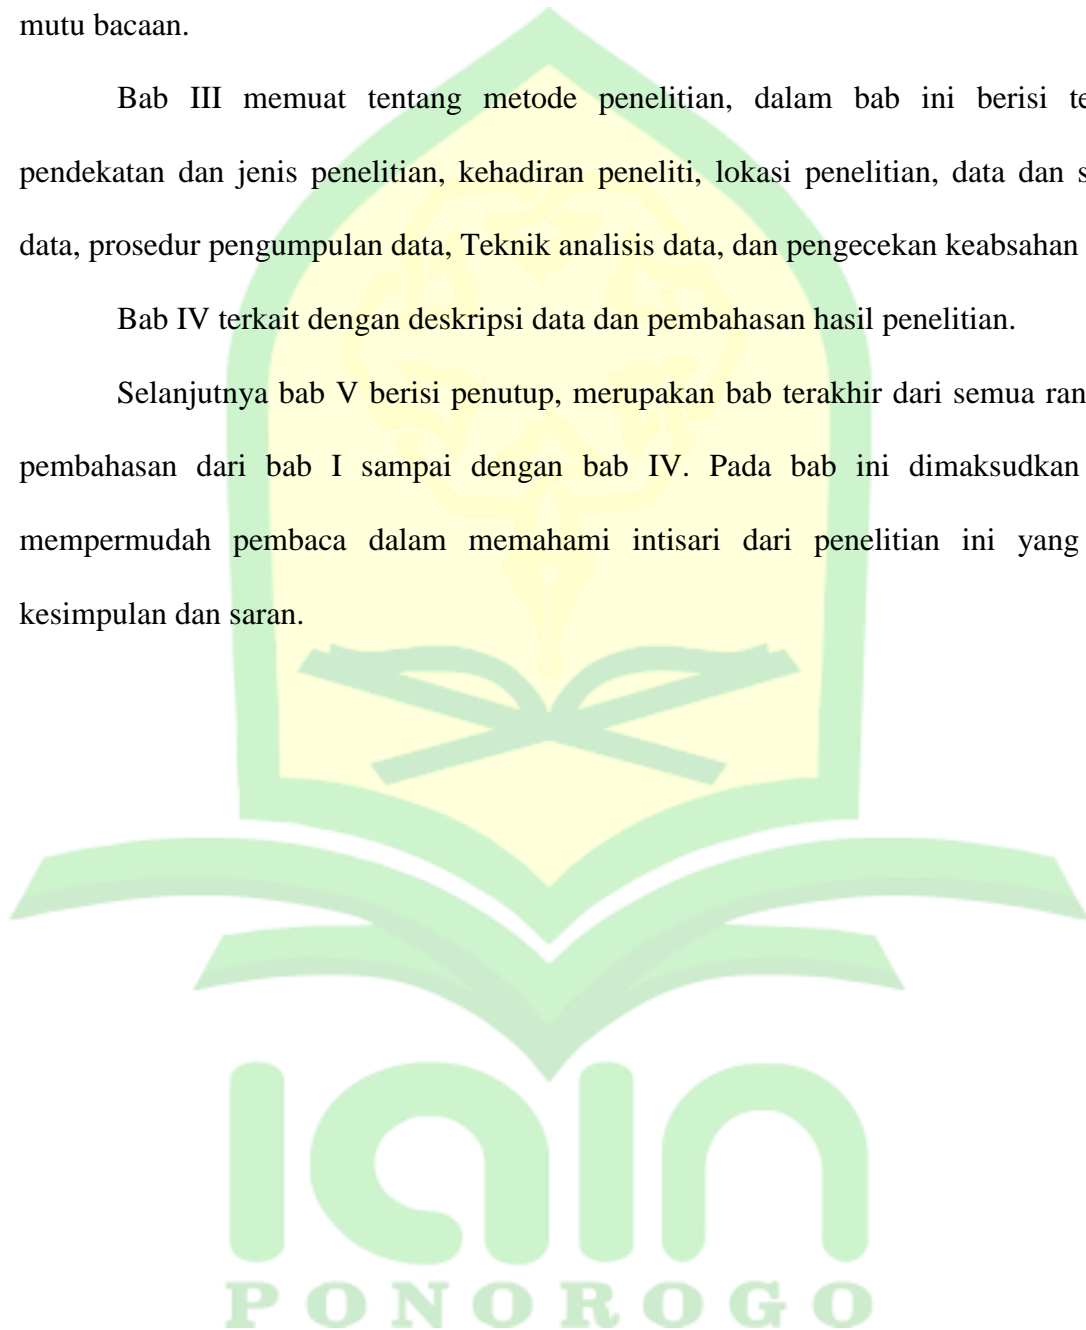 mutu bacaan.
Bab III memuat tentang metode penelitian, dalam bab ini berisi
pendekatan dan jenis penelitian, kehadiran peneliti, lokasi penelitian, data dan
data, prosedur pengumpulan data, Teknik analisis data, dan pengecekan keabsahan
Bab IV terkait dengan deskripsi data dan pembahasan hasil penelitian.
Selanjutnya bab V berisi penutup, merupakan bab terakhir dari semua
pembahasan dari bab I sampai dengan bab IV. Pada bab ini dimaksudkan
mempermudah pembaca dalam memahami intisari dari penelitian ini yang
kesimpulan dan saran.
iain
PONOROGO